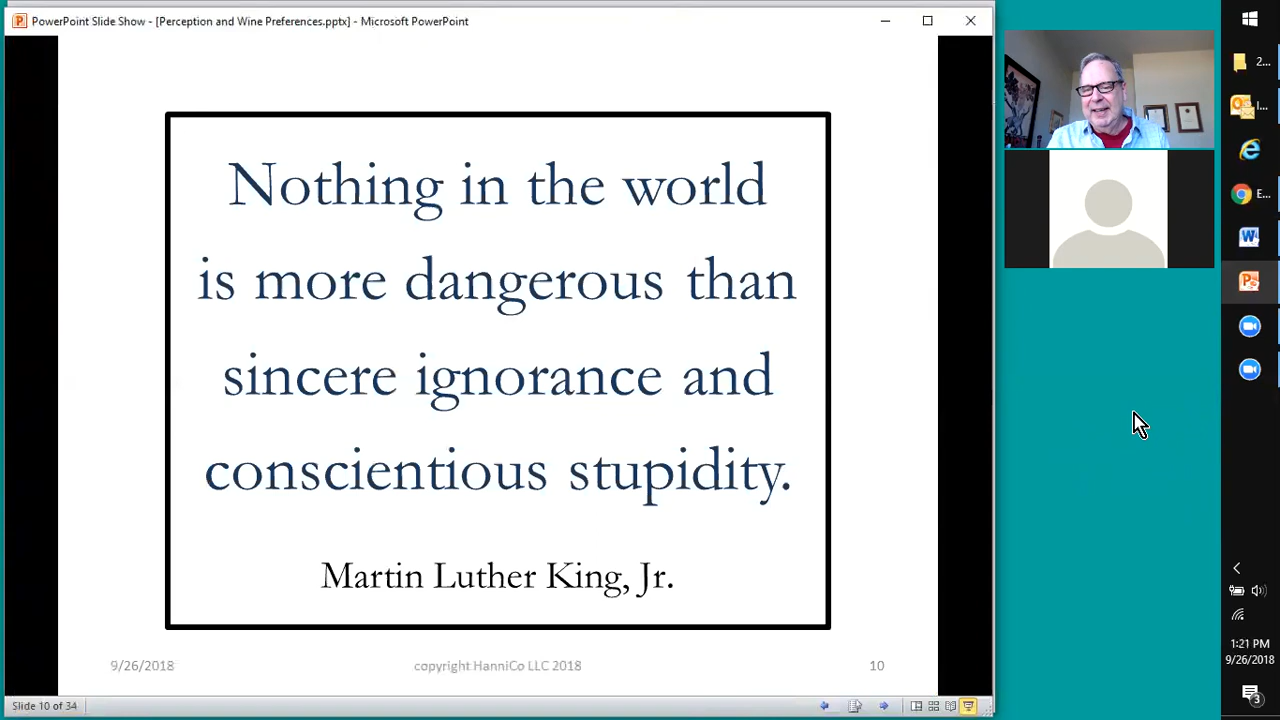 PowerPoint Slide Show - [Perception and Wine Preferences.pptx] - Microsoft PowerPoint
Nothing in the world
is more dangerous than
sincere ignorance and
conscientious stupidity.
Martin Luther King, Jr.
9/26/2018
copyright HanniCo LLC 2018
10
Slide 10 of 34
2...
I...
E...
1:21 PM
9/26/2018
3